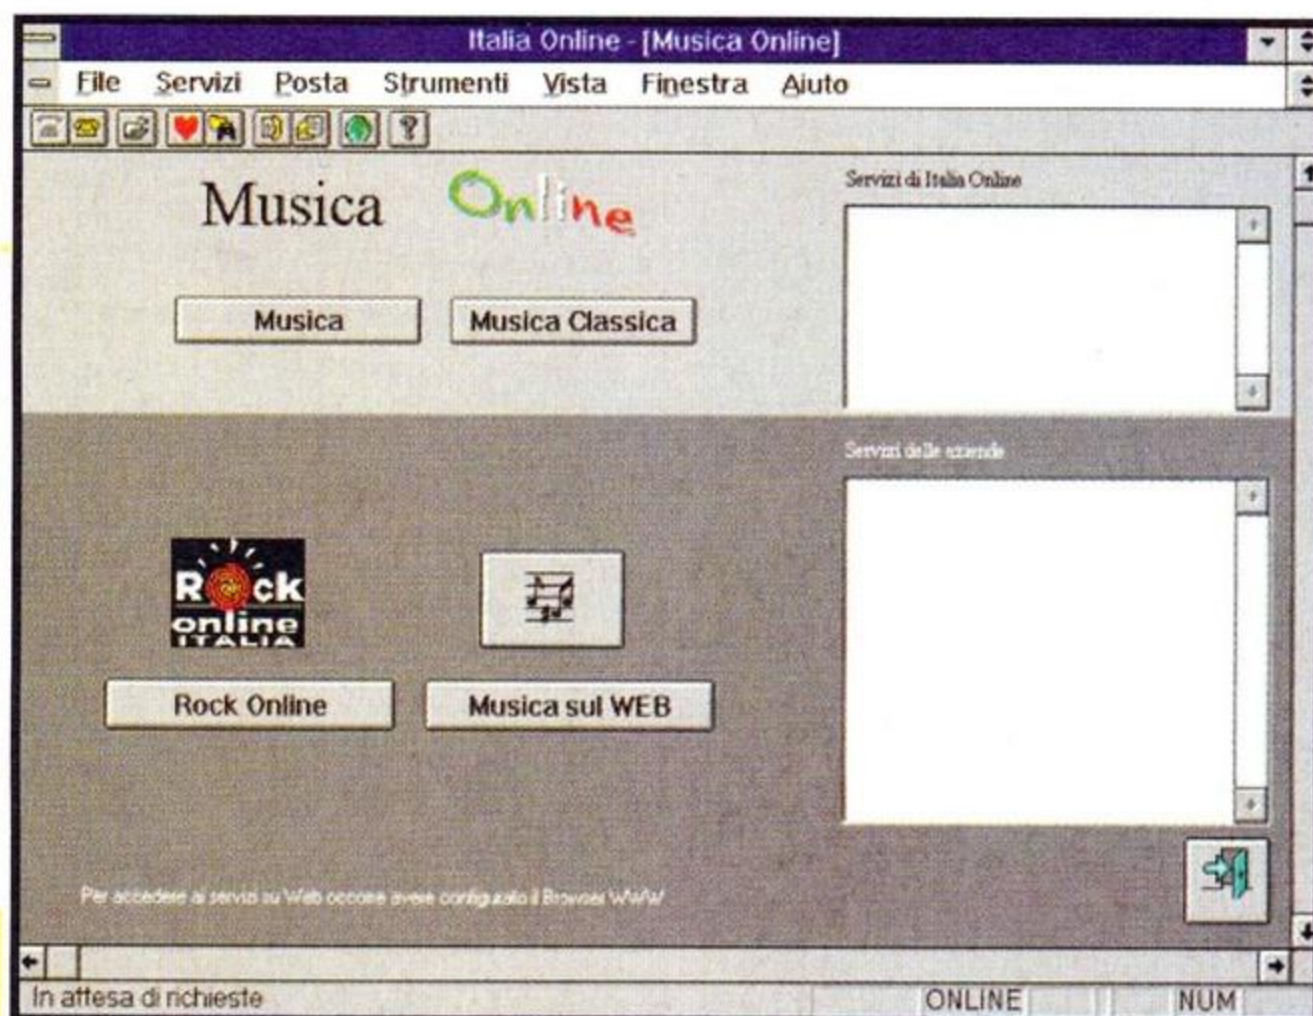 Italia Online - [Musica Online]
File Servizi Posta Strumenti Vista Finestra Aiuto
Musica Online
Servizi di Italia Online
Musica Musica Classica
Servizi delle aziende
Rock
online
ITALIA
Rock Online Musica sul WEB
Per accedere ai servizi su Web occorre avere configurato il Browser WWW
In attesa di richieste ONLINE NUM